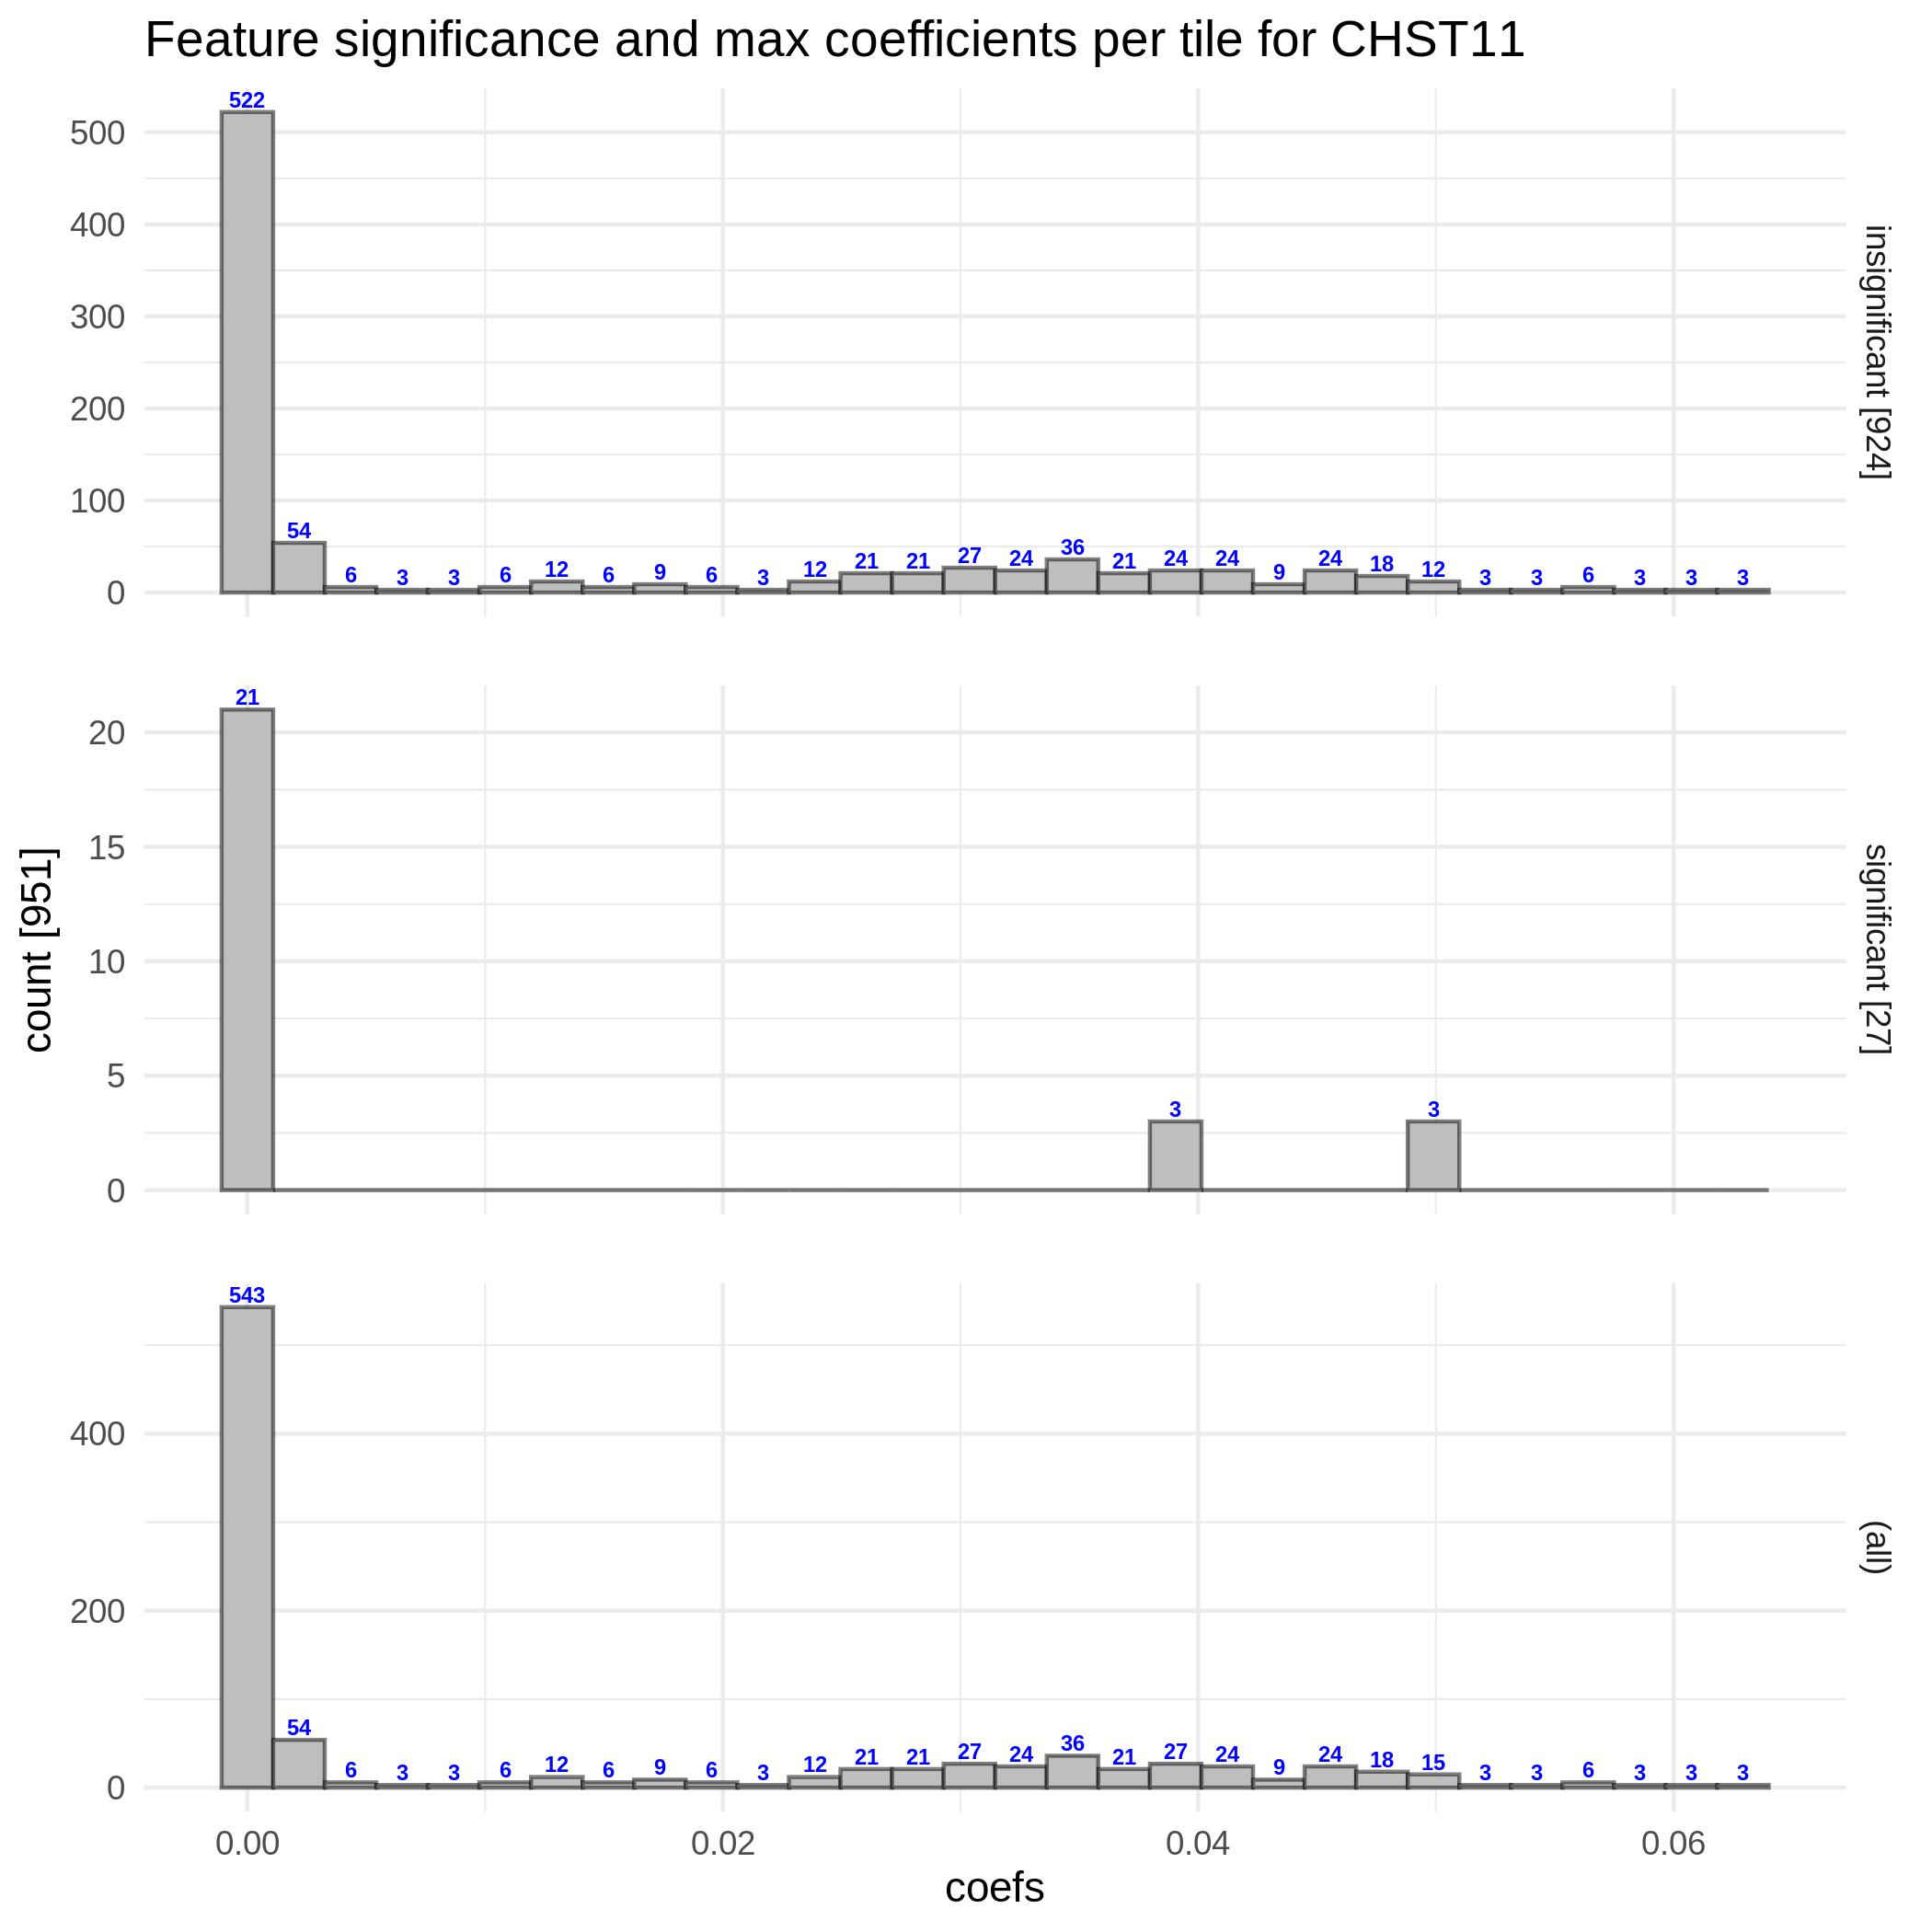 Feature significance and max coefficients per tile for CHST11
522
500
400
300
200
100
0
54 6 3 3 6 12 6 9 6 3 12 21 21 27 24 36 21 24 24 9 24 18 12 3 3 6 3 3 3
insignificant [924]
21
20
15
10
5
0
3 3
significant [27]
count [951]
543
400
200
0
54 6 3 3 6 12 6 9 6 3 12 21 21 27 24 36 21 27 24 9 24 18 15 3 3 6 3 3 3
(all)
0.00 0.02 0.04 0.06
coefs